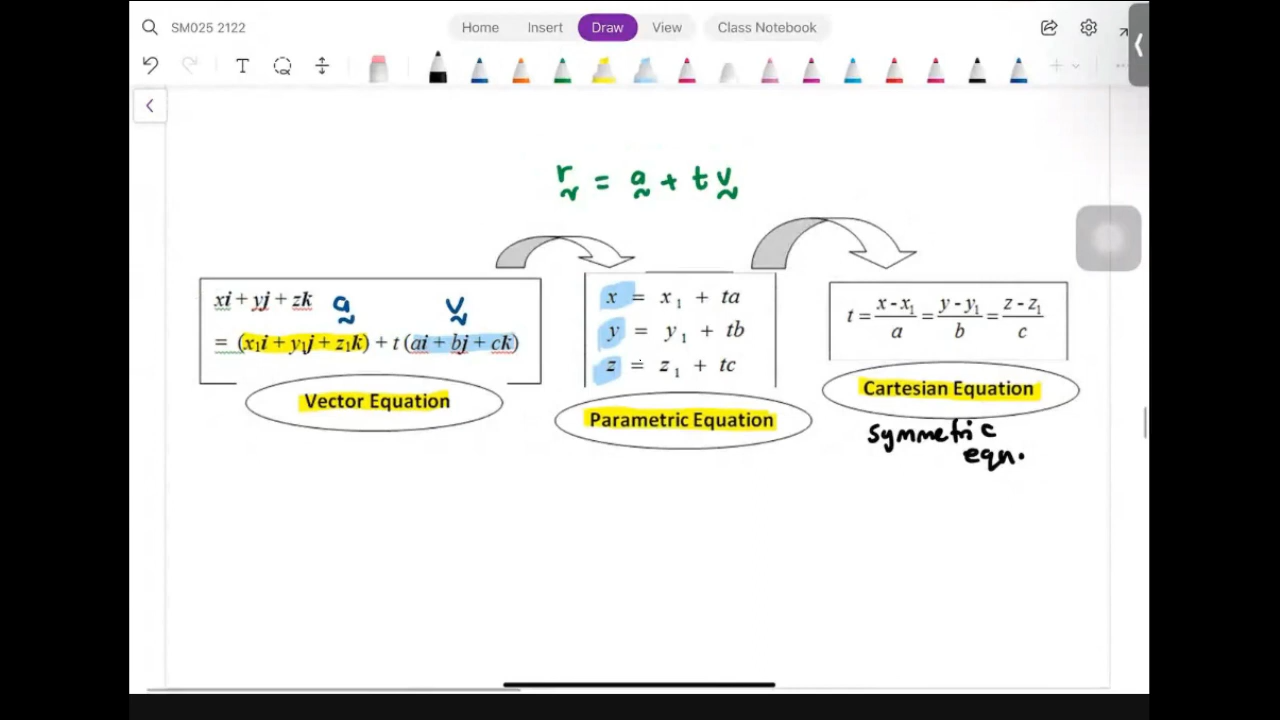 SM025 2122
Home Insert Draw View Class Notebook
T
r = a + t v
xi + yj + zk a v
= (x₁i + y₁j + z₁k) + t (ai + bj + ck)
Vector Equation
x = x₁ + ta
y = y₁ + tb
z = z₁ + tc
Parametric Equation
t = (x - x₁)/a = (y - y₁)/b = (z - z₁)/c
Cartesian Equation
symmetric
eqn.